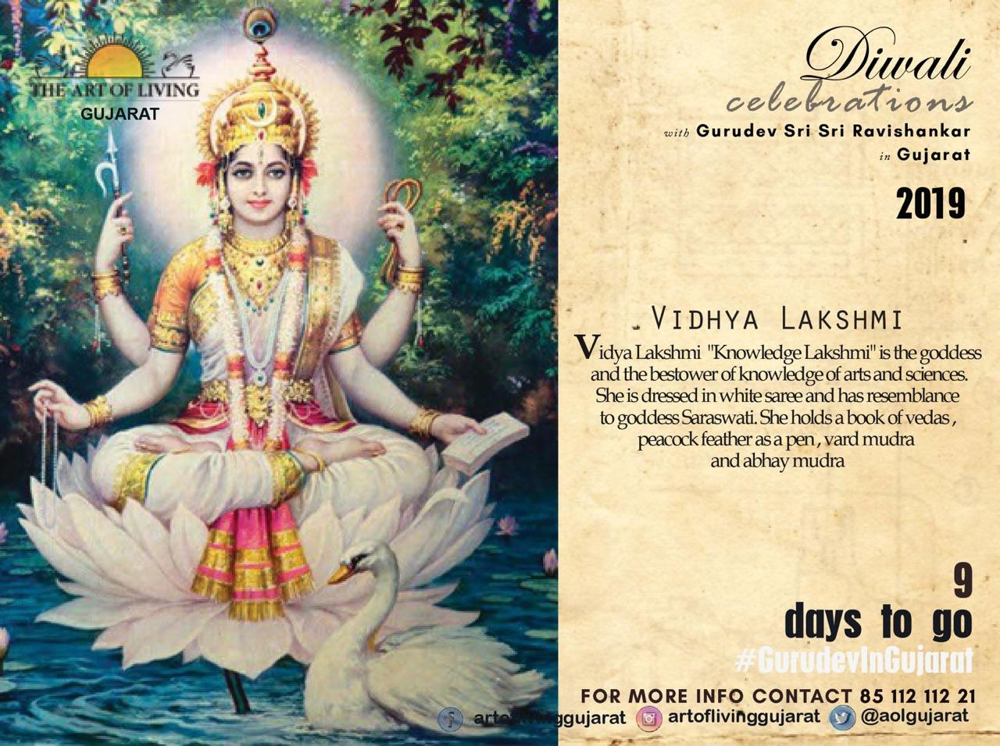 THE ART OF LIVING
GUJARAT
Diwali
celebrations
with Gurudev Sri Sri Ravishankar
in Gujarat
2019
VIDHYA LAKSHMI
Vidya Lakshmi "Knowledge Lakshmi" is the goddess
and the bestower of knowledge of arts and sciences.
She is dressed in white saree and has resemblance
to goddess Saraswati. She holds a book of vedas ,
peacock feather as a pen , vard mudra
and abhay mudra
9
days to go
#GurudevInGujarat
FOR MORE INFO CONTACT 85 112 112 21
artoflivinggujarat artoflivinggujarat @aolgujarat